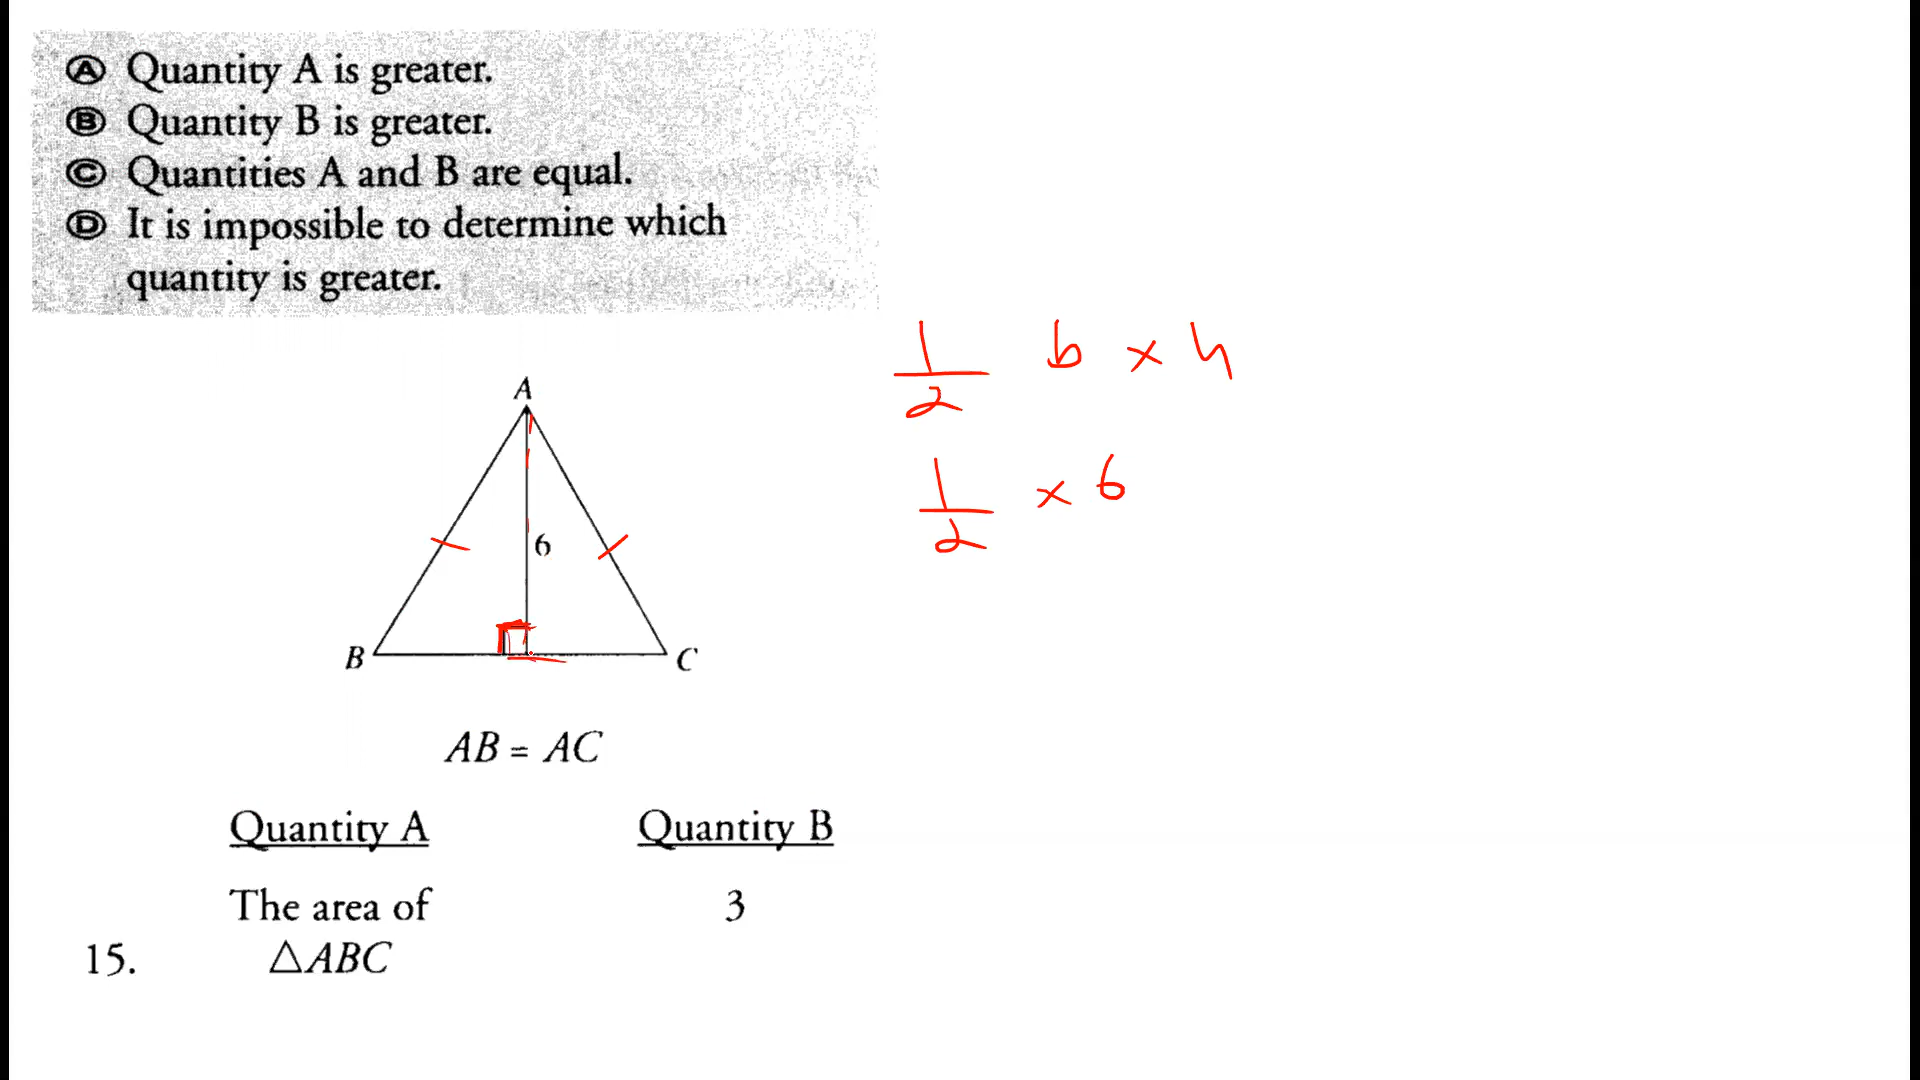 Ⓐ Quantity A is greater.
Ⓑ Quantity B is greater.
Ⓒ Quantities A and B are equal.
Ⓓ It is impossible to determine which
quantity is greater.
1/2 b × h
1/2 × 6
A
6
B
C
AB = AC
Quantity A Quantity B
The area of 3
15. △ABC